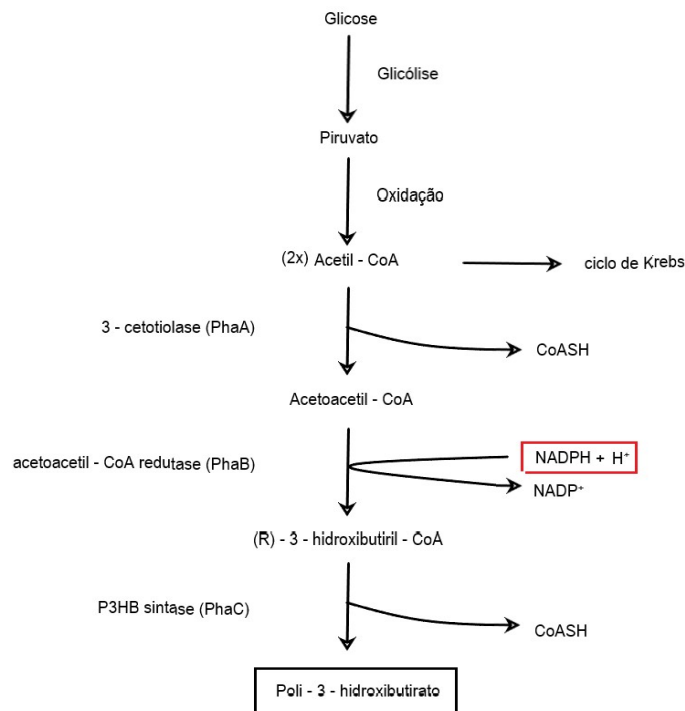 Glicose
Glicólise
Piruvato
Oxidação
(2x) Acetil - CoA
ciclo de Krebs
3 - cetotiolase (PhaA)
CoASH
Acetoacetil - CoA
acetoacetil - CoA redutase (PhaB)
NADPH + H⁺
NADP⁺
(R) - 3 - hidroxibutiril - CoA
P3HB sintase (PhaC)
CoASH
Poli - 3 - hidroxibutirato